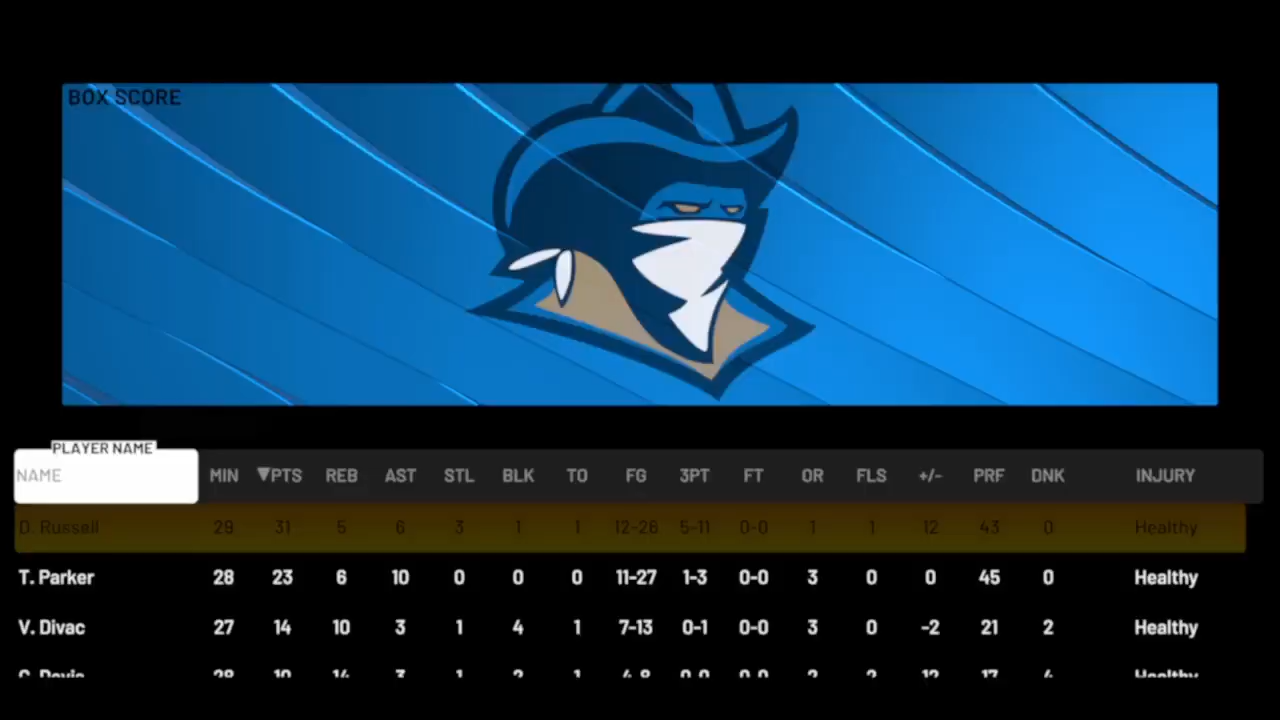 BOX SCORE
PLAYER NAME
NAME MIN ▼PTS REB AST STL BLK TO FG 3PT FT OR FLS +/- PRF DNK INJURY
D. Russell 29 31 5 6 3 1 1 12-26 5-11 0-0 1 1 12 43 0 Healthy
T. Parker 28 23 6 10 0 0 0 11-27 1-3 0-0 3 0 0 45 0 Healthy
V. Divac 27 14 10 3 1 4 1 7-13 0-1 0-0 3 0 -2 21 2 Healthy